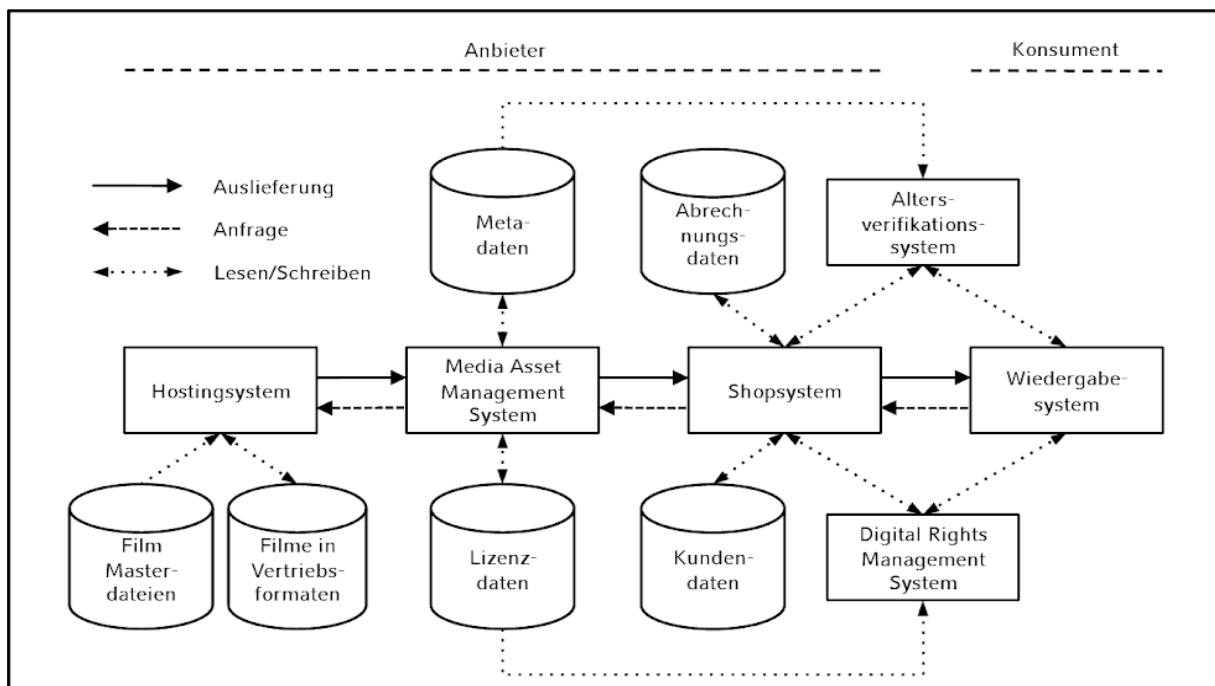 Anbieter
Konsument
Auslieferung
Anfrage
Lesen/Schreiben
Meta-
daten
Abrech-
nungs-
daten
Alters-
verifikations-
system
Hostingsystem
Media Asset
Management
System
Shopsystem
Wiedergabe-
system
Film
Master-
dateien
Filme in
Vertriebs-
formaten
Lizenz-
daten
Kunden-
daten
Digital Rights
Management
System